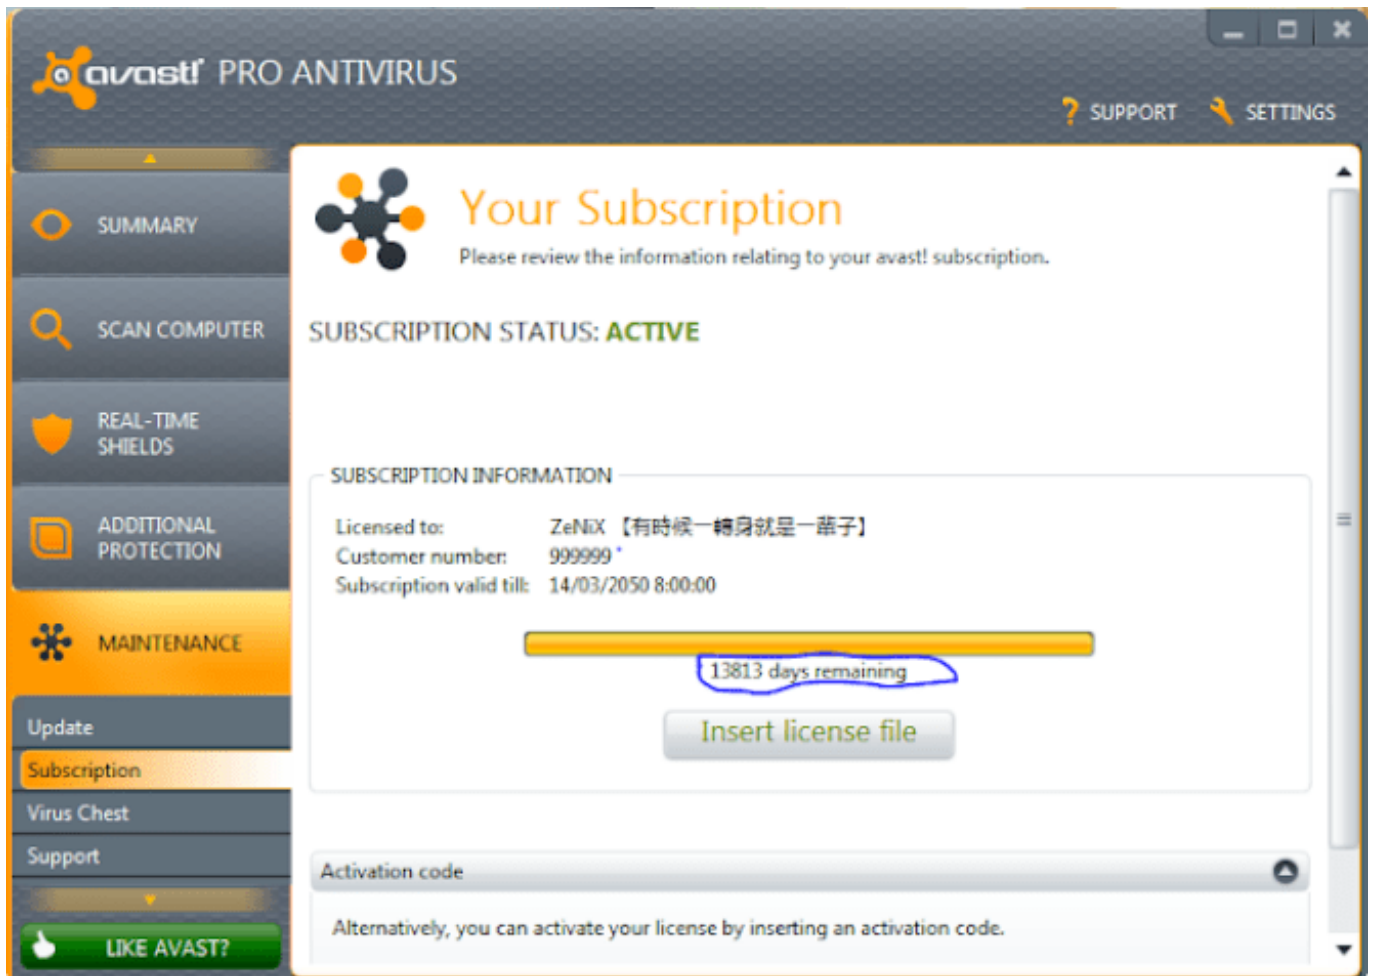 avast! PRO ANTIVIRUS
? SUPPORT SETTINGS
SUMMARY
SCAN COMPUTER
REAL-TIME
SHIELDS
ADDITIONAL
PROTECTION
MAINTENANCE
Update
Subscription
Virus Chest
Support
LIKE AVAST?
Your Subscription
Please review the information relating to your avast! subscription.
SUBSCRIPTION STATUS: ACTIVE
SUBSCRIPTION INFORMATION
Licensed to: ZeNiX 【有時候一轉身就是一輩子】
Customer number: 999999
Subscription valid till: 14/03/2050 8:00:00
13813 days remaining
Insert license file
Activation code
Alternatively, you can activate your license by inserting an activation code.